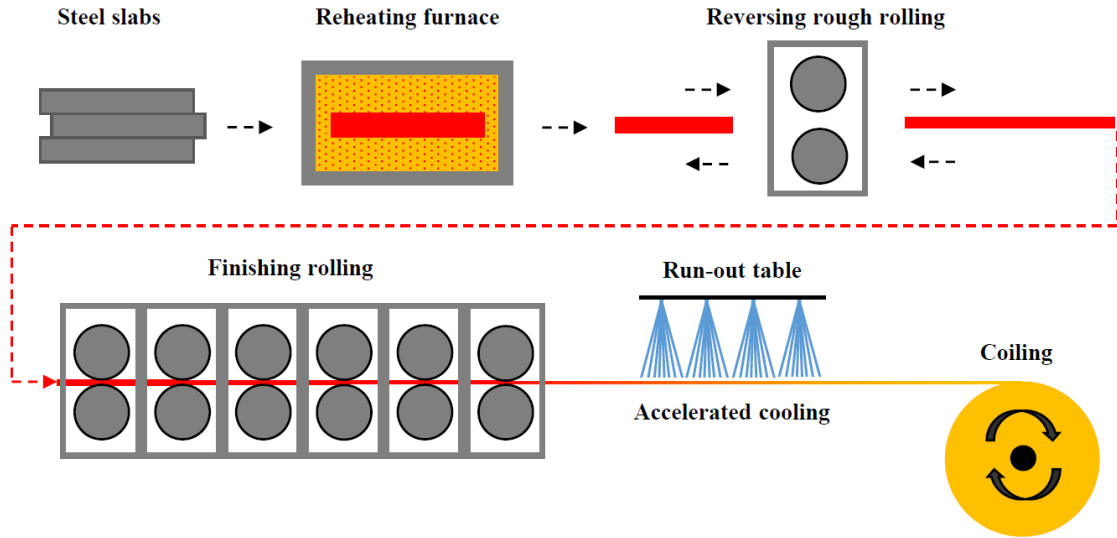 Steel slabs
Reheating furnace
Reversing rough rolling
Finishing rolling
Run-out table
Coiling
Accelerated cooling